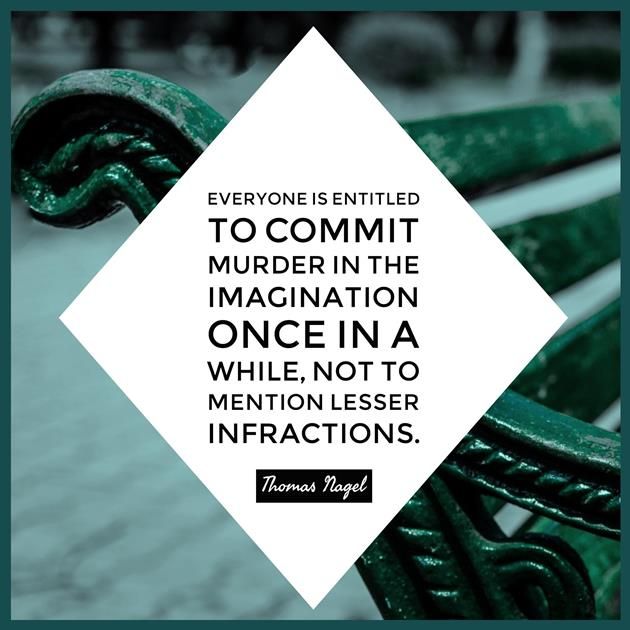 EVERYONE IS ENTITLED
TO COMMIT
MURDER IN THE
IMAGINATION
ONCE IN A
WHILE, NOT TO
MENTION LESSER
INFRACTIONS.
Thomas Nagel